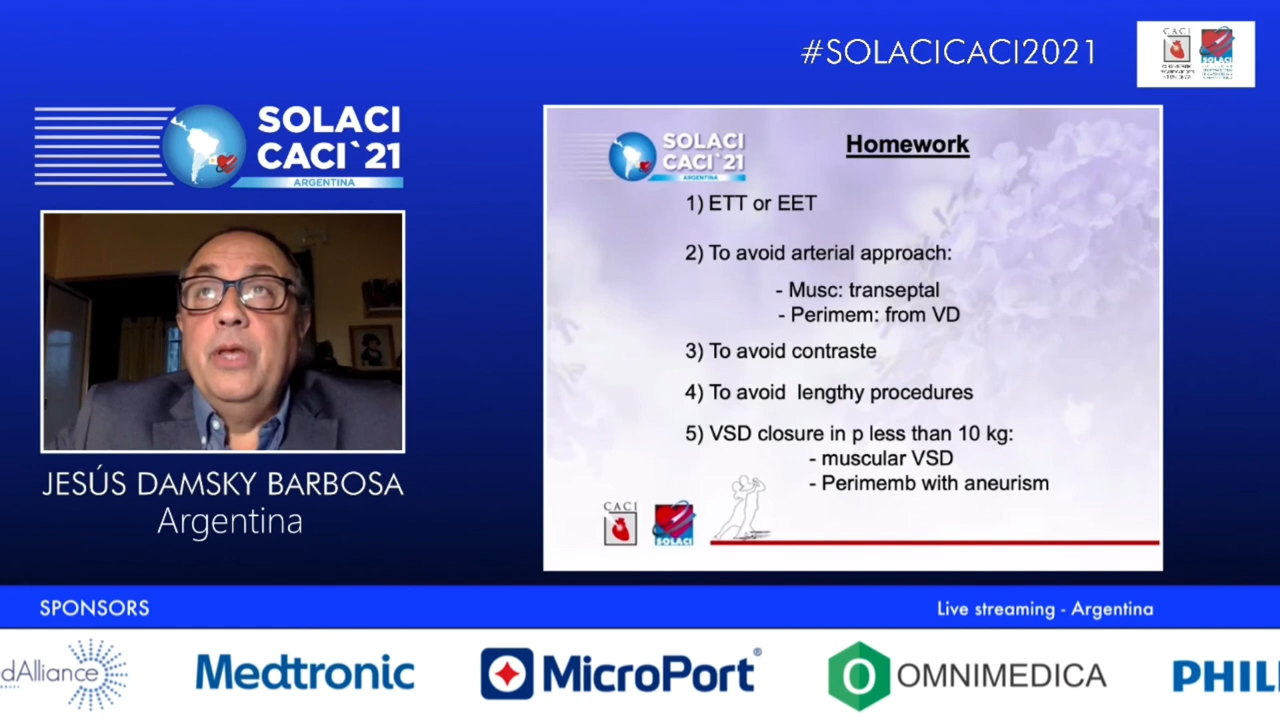 #SOLACICACI2021
CACI
SOLACI
SOLACI
CACI`21
ARGENTINA
JESÚS DAMSKY BARBOSA
Argentina
SOLACI
CACI`21
ARGENTINA
Homework
1) ETT or EET
2) To avoid arterial approach:
- Musc: transeptal
- Perimem: from VD
3) To avoid contraste
4) To avoid lengthy procedures
5) VSD closure in p less than 10 kg:
- muscular VSD
- Perimemb with aneurism
CACI
SOLACI
SPONSORS
Live streaming - Argentina
dAlliance
Medtronic
MicroPort®
OMNIMEDICA
PHIL